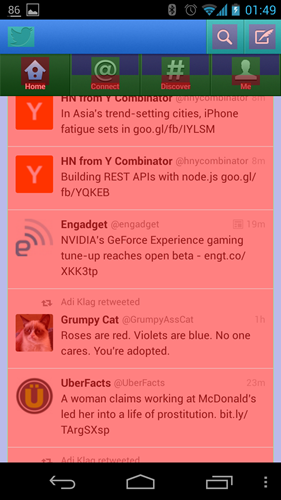 86
01:49
Home
Connect
Discover
Me
HN from Y Combinator @hnycombinator 6m
In Asia's trend-setting cities, iPhone
fatigue sets in goo.gl/fb/IYLSM
HN from Y Combinator @hnycombinator 8m
Building REST APIs with node.js goo.gl/
fb/YQKEB
Engadget @engadget 19m
NVIDIA's GeForce Experience gaming
tune-up reaches open beta - engt.co/
XKK3tp
Adi Klag retweeted
Grumpy Cat @GrumpyAssCat 1h
Roses are red. Violets are blue. No one
cares. You're adopted.
UberFacts @UberFacts 23m
A woman claims working at McDonald's
led her into a life of prostitution. bit.ly/
TArgSXsp
Adi Klag retweeted